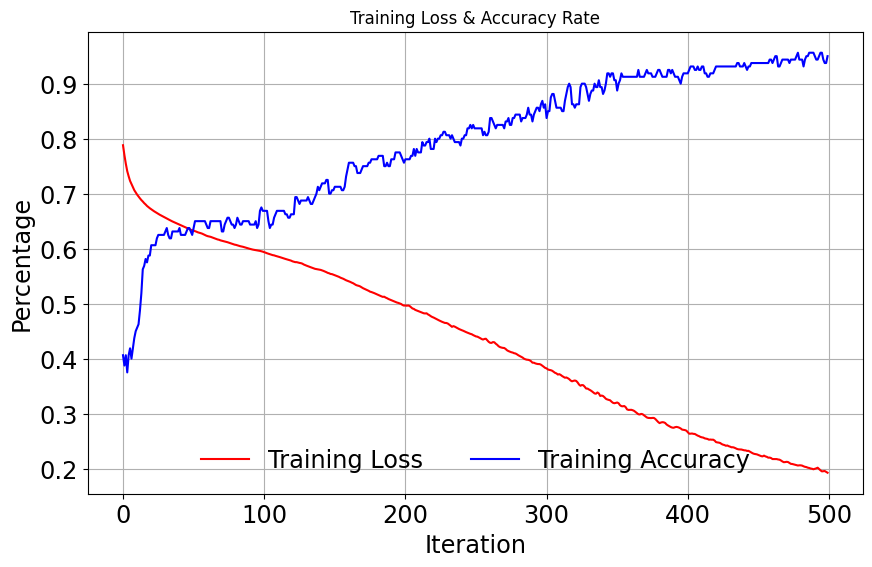 Training Loss & Accuracy Rate
Percentage
0.9
0.8
0.7
0.6
0.5
0.4
0.3
0.2
Training Loss Training Accuracy
0 100 200 300 400 500
Iteration